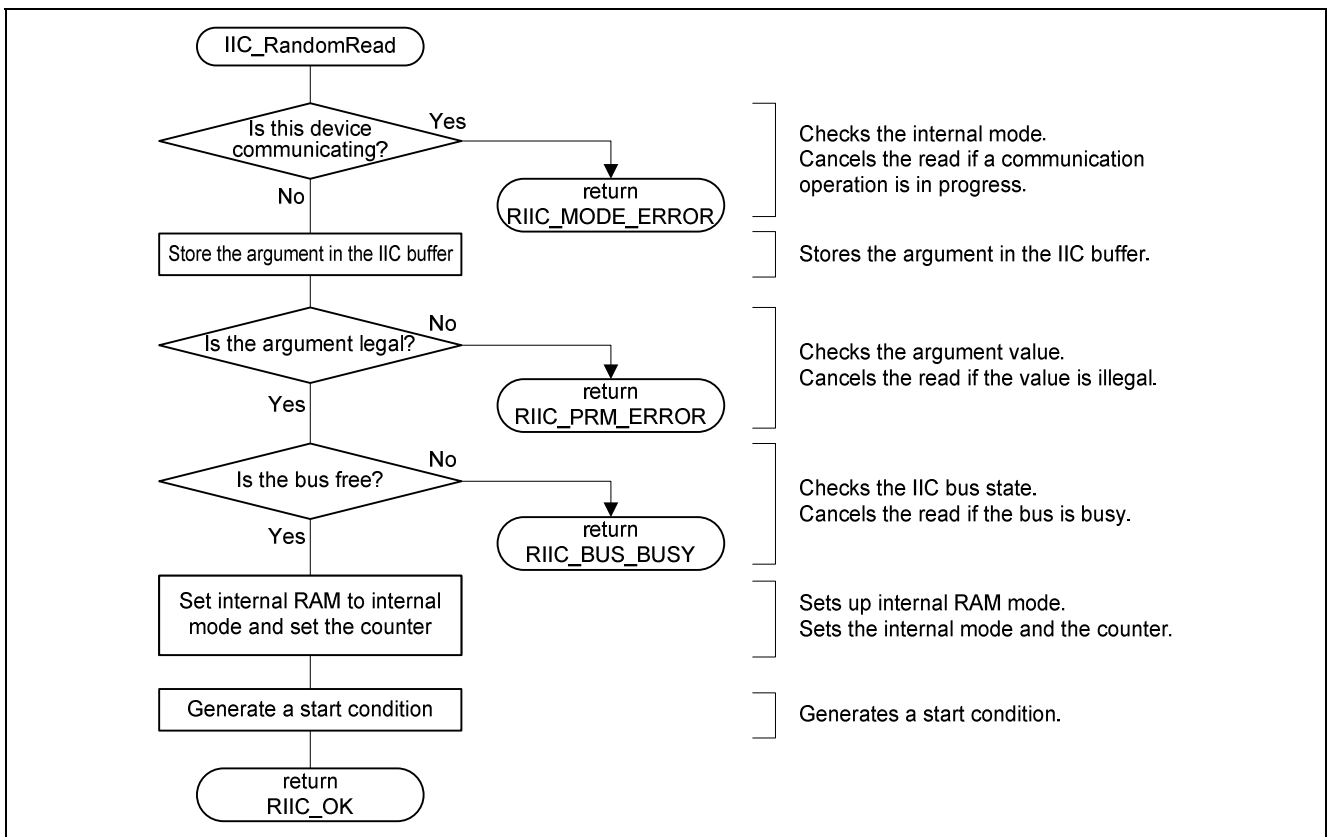 IIC_RandomRead
Is this device
communicating?
Yes
No
return
RIIC_MODE_ERROR
Checks the internal mode.
Cancels the read if a communication
operation is in progress.
Store the argument in the IIC buffer
Stores the argument in the IIC buffer.
Is the argument legal?
No
Yes
return
RIIC_PRM_ERROR
Checks the argument value.
Cancels the read if the value is illegal.
Is the bus free?
No
Yes
return
RIIC_BUS_BUSY
Checks the IIC bus state.
Cancels the read if the bus is busy.
Set internal RAM to internal
mode and set the counter
Sets up internal RAM mode.
Sets the internal mode and the counter.
Generate a start condition
Generates a start condition.
return
RIIC_OK